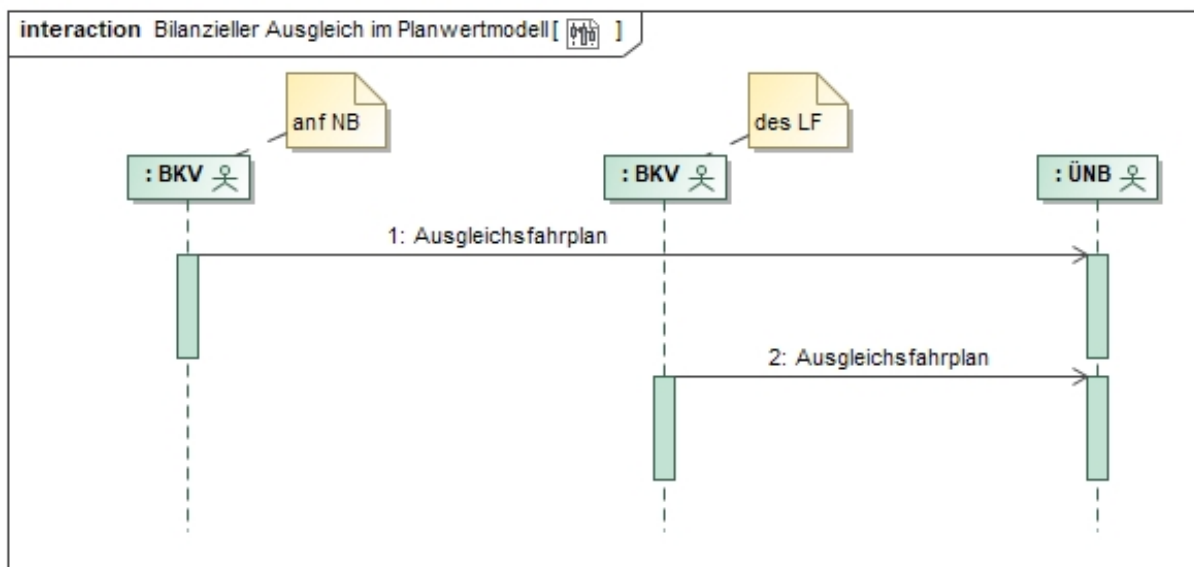 interaction Bilanzieller Ausgleich im Planwertmodell[ ]
anf NB
des LF
: BKV
: BKV
: ÜNB
1: Ausgleichsfahrplan
2: Ausgleichsfahrplan